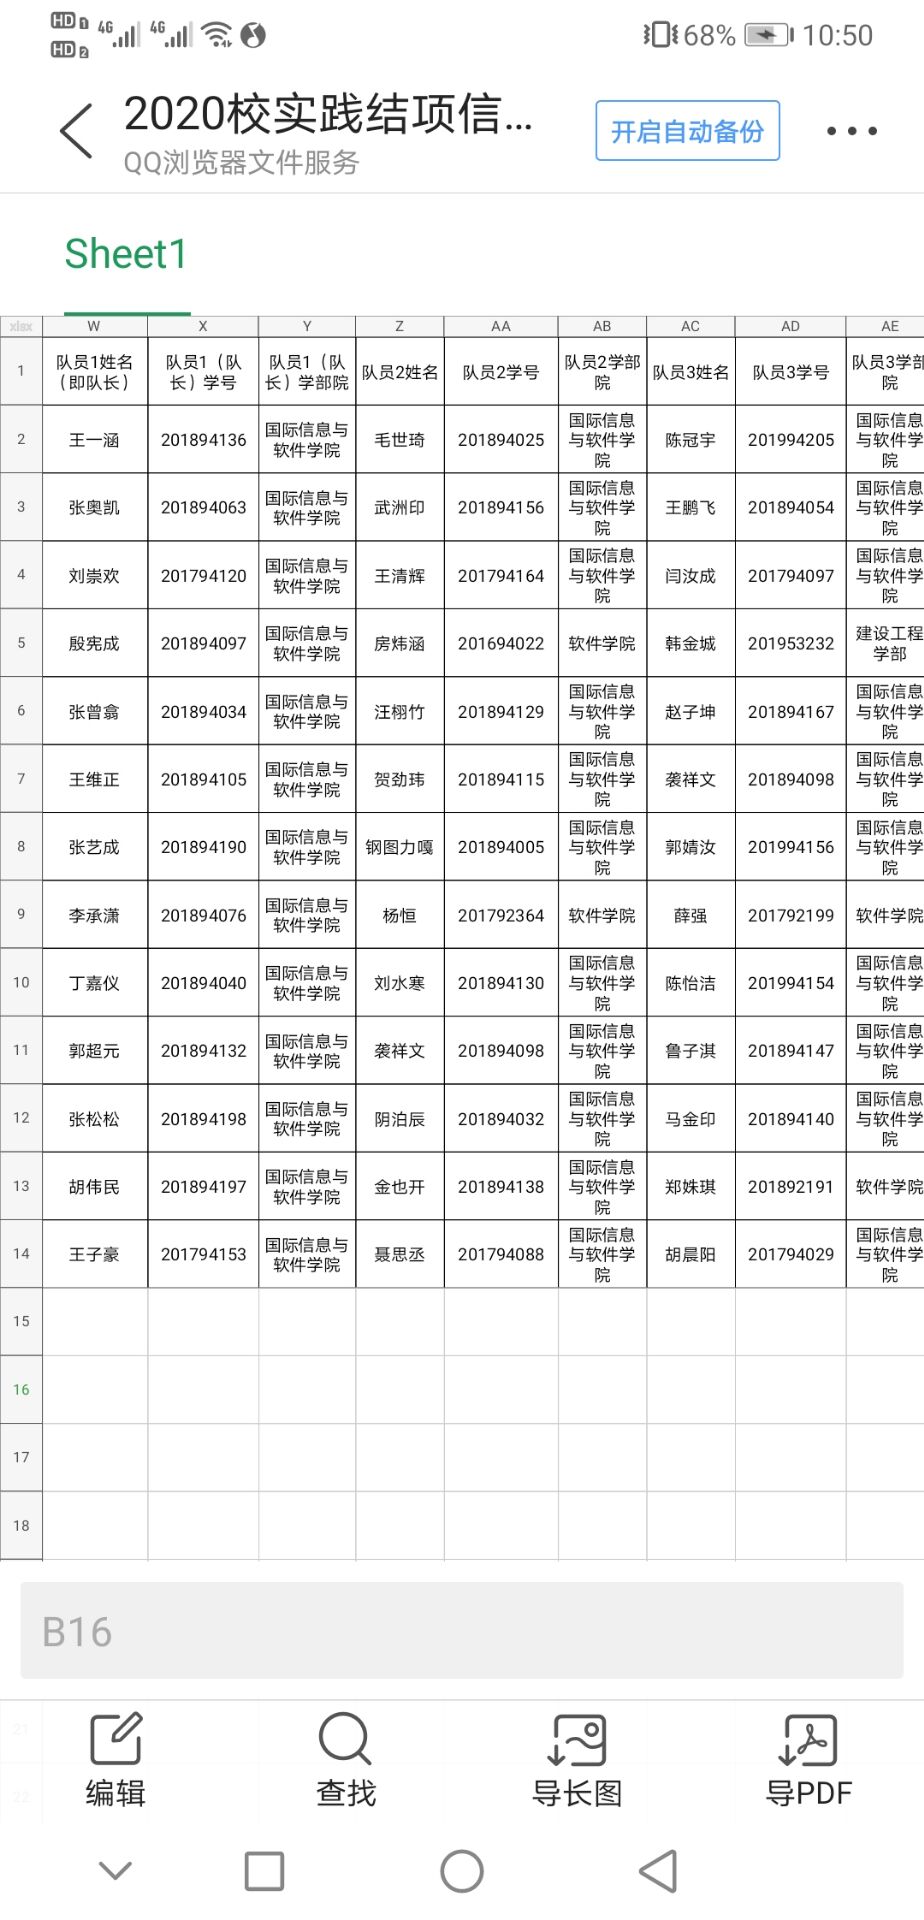 HD 1 4G 4G 68% 10:50
HD 2
2020校实践结项信...
QQ浏览器文件服务
开启自动备份
Sheet1
xlsx W X Y Z AA AB AC AD AE
1 队员1姓名（即队长） 队员1（队长）学号 队员1（队长）学部院 队员2姓名 队员2学号 队员2学部院 队员3姓名 队员3学号 队员3学部院
2 王一涵 201894136 国际信息与软件学院 毛世琦 201894025 国际信息与软件学院 陈冠宇 201994205 国际信息与软件学院
3 张奥凯 201894063 国际信息与软件学院 武洲印 201894156 国际信息与软件学院 王鹏飞 201894054 国际信息与软件学院
4 刘崇欢 201794120 国际信息与软件学院 王清辉 201794164 国际信息与软件学院 闫汝成 201794097 国际信息与软件学院
5 殷宪成 201894097 国际信息与软件学院 房炜涵 201694022 软件学院 韩金城 201953232 建设工程学部
6 张曾翕 201894034 国际信息与软件学院 汪栩竹 201894129 国际信息与软件学院 赵子坤 201894167 国际信息与软件学院
7 王维正 201894105 国际信息与软件学院 贺劲玮 201894115 国际信息与软件学院 袭祥文 201894098 国际信息与软件学院
8 张艺成 201894190 国际信息与软件学院 钢图力嘎 201894005 国际信息与软件学院 郭婧汝 201994156 国际信息与软件学院
9 李承潇 201894076 国际信息与软件学院 杨恒 201792364 软件学院 薛强 201792199 软件学院
10 丁嘉仪 201894040 国际信息与软件学院 刘水寒 201894130 国际信息与软件学院 陈怡洁 201994154 国际信息与软件学院
11 郭超元 201894132 国际信息与软件学院 袭祥文 201894098 国际信息与软件学院 鲁子淇 201894147 国际信息与软件学院
12 张松松 201894198 国际信息与软件学院 阴泊辰 201894032 国际信息与软件学院 马金印 201894140 国际信息与软件学院
13 胡伟民 201894197 国际信息与软件学院 金也开 201894138 国际信息与软件学院 郑姝琪 201892191 软件学院
14 王子豪 201794153 国际信息与软件学院 聂思丞 201794088 国际信息与软件学院 胡晨阳 201794029 国际信息与软件学院
15
16
17
18
B16
21
22
编辑 查找 导长图 导PDF